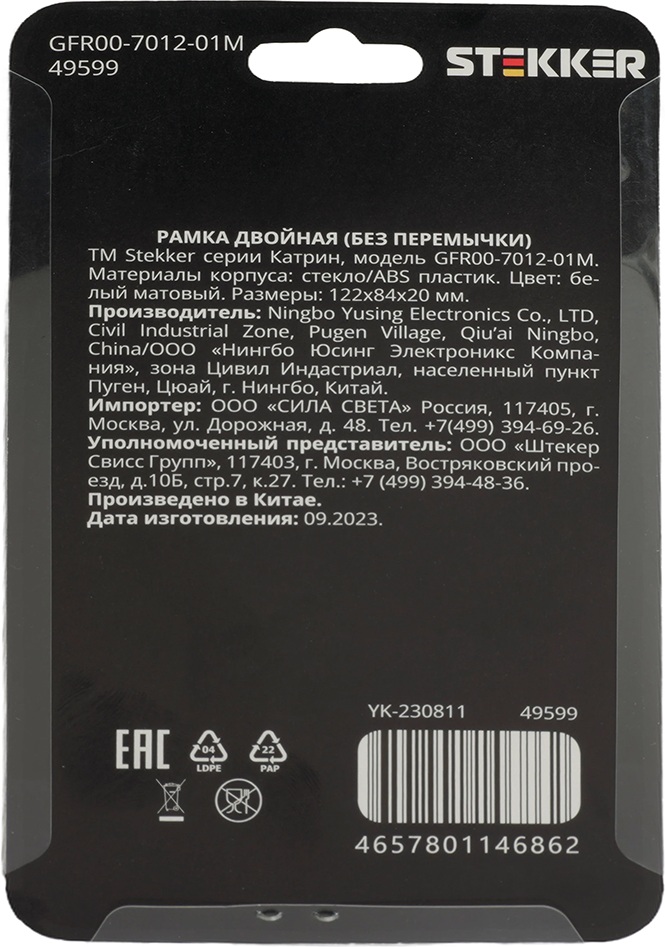 GFR00-7012-01M
49599
STEKKER
РАМКА ДВОЙНАЯ (БЕЗ ПЕРЕМЫЧКИ)
ТМ Stekker серии Катрин, модель GFR00-7012-01M.
Материалы корпуса: стекло/ABS пластик. Цвет: бе-
лый матовый. Размеры: 122х84х20 мм.
Производитель: Ningbo Yusing Electronics Co., LTD,
Civil Industrial Zone, Pugen Village, Qiu’ai Ningbo,
China/ООО «Нингбо Юсинг Электроникс Компа-
ния», зона Цивил Индастриал, населенный пункт
Пуген, Цюай, г. Нингбо, Китай.
Импортер: ООО «СИЛА СВЕТА» Россия, 117405, г.
Москва, ул. Дорожная, д. 48. Тел. +7(499) 394-69-26.
Уполномоченный представитель: ООО «Штекер
Свисс Групп», 117403, г. Москва, Востряковский про-
езд, д.10Б, стр.7, к.27. Тел.: +7 (499) 394-48-36.
Произведено в Китае.
Дата изготовления: 09.2023.
YK-230811 49599
EAC 04 22
LDPE PAP
4657801146862